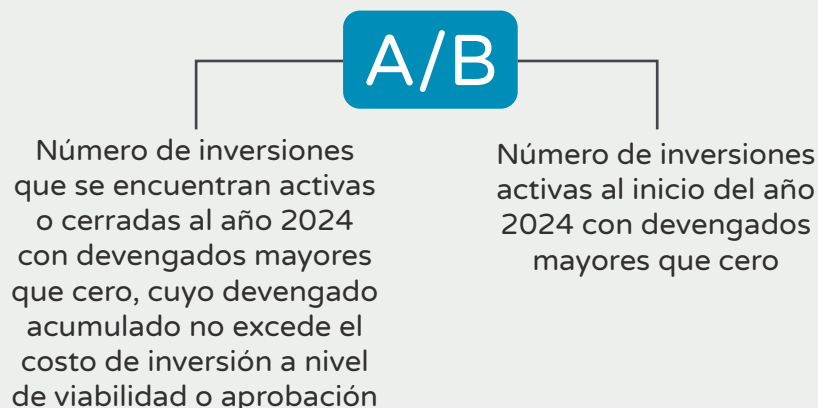 A/B
Número de inversiones
que se encuentran activas
o cerradas al año 2024
con devengados mayores
que cero, cuyo devengado
acumulado no excede el
costo de inversión a nivel
de viabilidad o aprobación
Número de inversiones
activas al inicio del año
2024 con devengados
mayores que cero